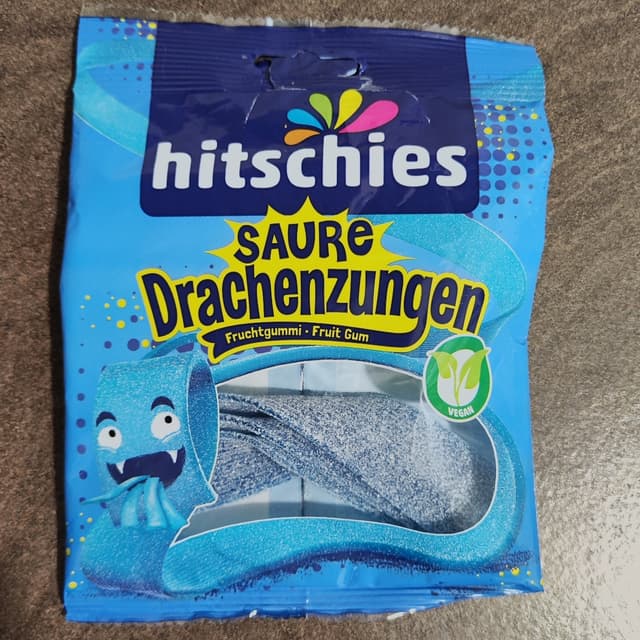 hitschies
SAURe
Drachenzungen
Fruchtgummi · Fruit Gum
VEGAN